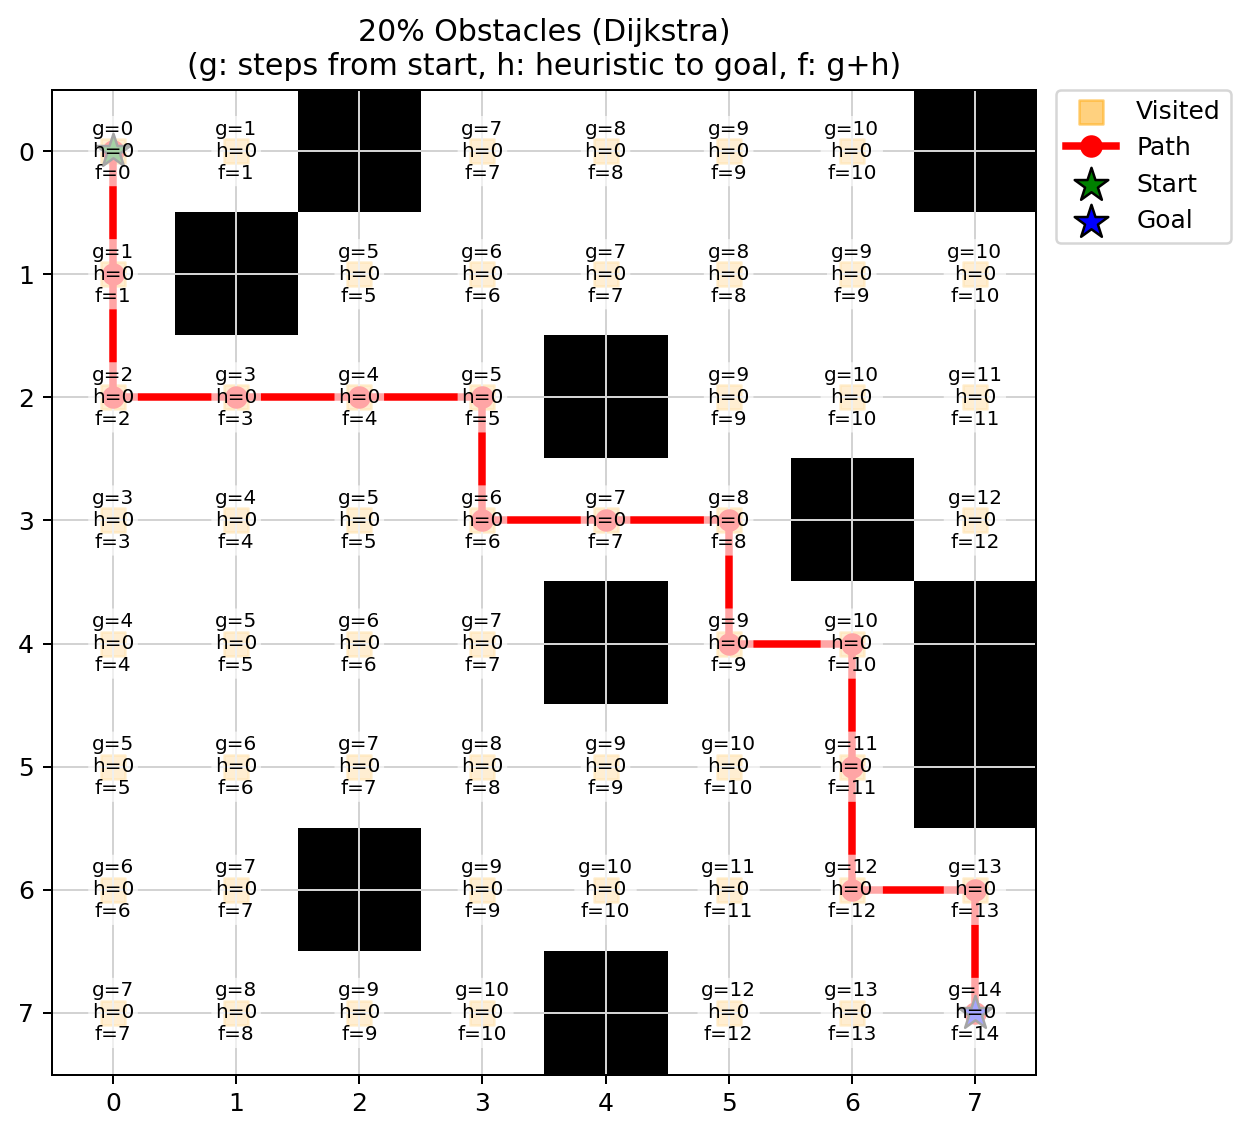 20% Obstacles (Dijkstra)
(g: steps from start, h: heuristic to goal, f: g+h)
Visited
Path
Start
Goal
0
g=0 g=1 g=7 g=8 g=9 g=10
h=0 h=0 h=0 h=0 h=0 h=0
f=0 f=1 f=7 f=8 f=9 f=10
1
g=1 g=5 g=6 g=7 g=8 g=9 g=10
h=0 h=0 h=0 h=0 h=0 h=0 h=0
f=1 f=5 f=6 f=7 f=8 f=9 f=10
2
g=2 g=3 g=4 g=5 g=9 g=10 g=11
h=0 h=0 h=0 h=0 h=0 h=0 h=0
f=2 f=3 f=4 f=5 f=9 f=10 f=11
3
g=3 g=4 g=5 g=6 g=7 g=8 g=12
h=0 h=0 h=0 h=0 h=0 h=0 h=0
f=3 f=4 f=5 f=6 f=7 f=8 f=12
4
g=4 g=5 g=6 g=7 g=9 g=10
h=0 h=0 h=0 h=0 h=0 h=0
f=4 f=5 f=6 f=7 f=9 f=10
5
g=5 g=6 g=7 g=8 g=9 g=10 g=11
h=0 h=0 h=0 h=0 h=0 h=0 h=0
f=5 f=6 f=7 f=8 f=9 f=10 f=11
6
g=6 g=7 g=9 g=10 g=11 g=12 g=13
h=0 h=0 h=0 h=0 h=0 h=0 h=0
f=6 f=7 f=9 f=10 f=11 f=12 f=13
7
g=7 g=8 g=9 g=10 g=12 g=13 g=14
h=0 h=0 h=0 h=0 h=0 h=0 h=0
f=7 f=8 f=9 f=10 f=12 f=13 f=14
0 1 2 3 4 5 6 7